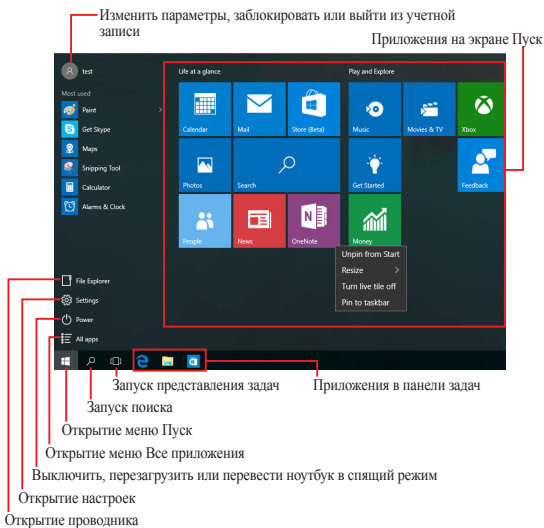 Изменить параметры, заблокировать или выйти из учетной
записи
Приложения на экране Пуск
test
Life at a glance
Play and Explore
Most used
Paint
Get Skype
Maps
Snipping Tool
Calculator
Alarms & Clock
Calendar
Mail
Store (Beta)
Music
Movies & TV
Xbox
Photos
Search
Get Started
Feedback
People
News
OneNote
Money
Unpin from Start
Resize
Turn live tile off
Pin to taskbar
File Explorer
Settings
Power
All apps
Запуск представления задач
Приложения в панели задач
Запуск поиска
Открытие меню Пуск
Открытие меню Все приложения
Выключить, перезагрузить или перевести ноутбук в спящий режим
Открытие настроек
Открытие проводника